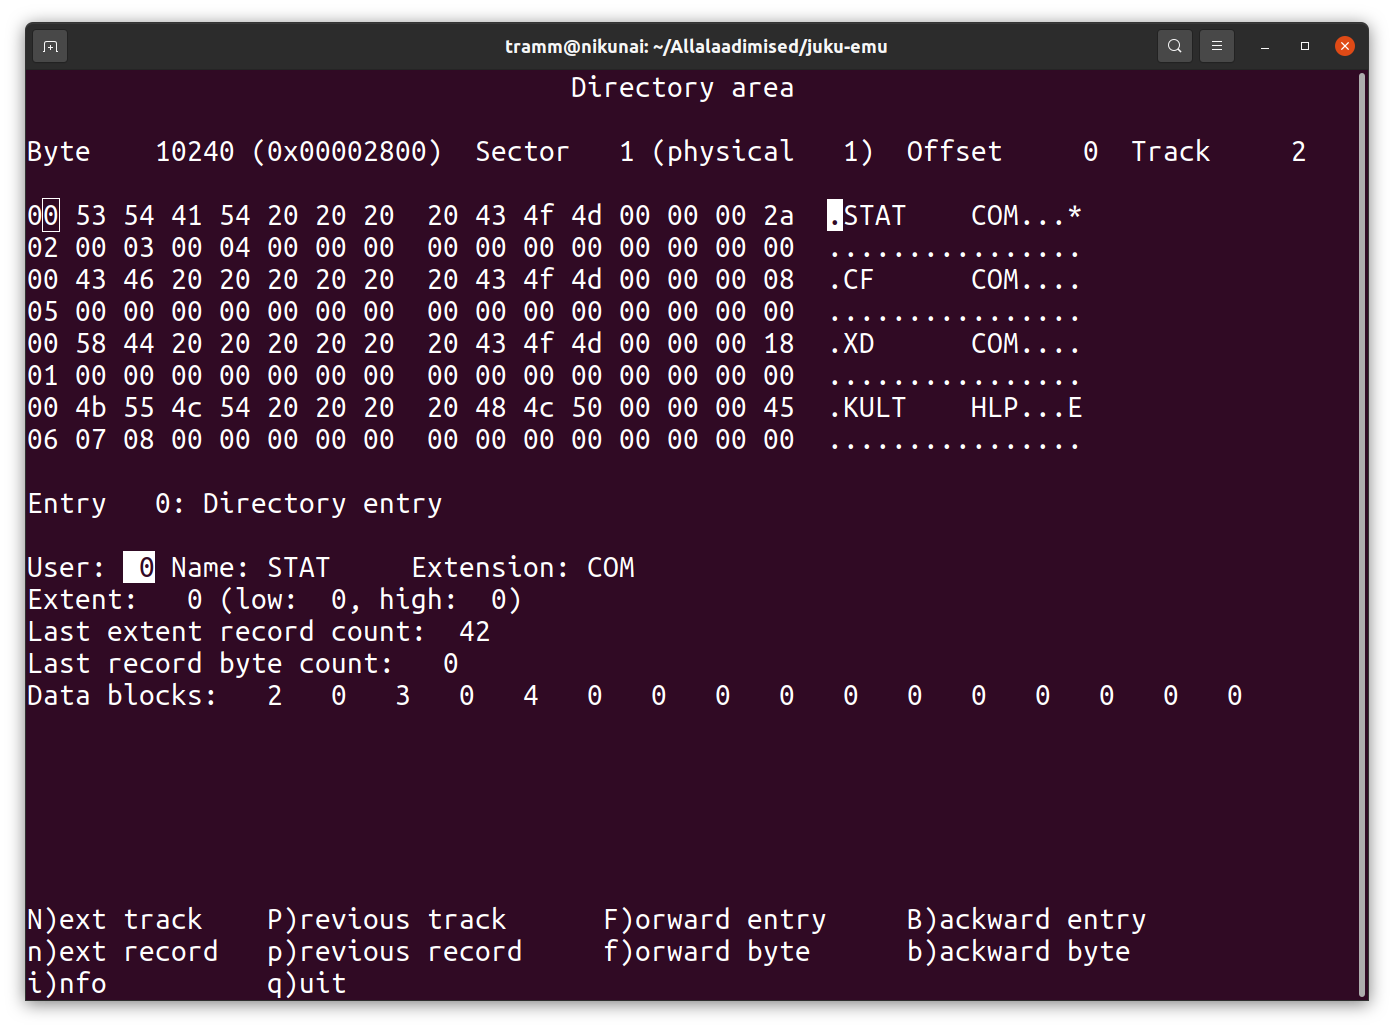 tramm@nikunai: ~/Allalaadimised/juku-emu
Directory area
Byte    10240 (0x00002800)  Sector   1 (physical   1)  Offset     0  Track     2
00 53 54 41 54 20 20 20  20 43 4f 4d 00 00 00 2a  .STAT    COM...*
02 00 03 00 04 00 00 00  00 00 00 00 00 00 00 00  ................
00 43 46 20 20 20 20 20  20 43 4f 4d 00 00 00 08  .CF      COM....
05 00 00 00 00 00 00 00  00 00 00 00 00 00 00 00  ................
00 58 44 20 20 20 20 20  20 43 4f 4d 00 00 00 18  .XD      COM....
01 00 00 00 00 00 00 00  00 00 00 00 00 00 00 00  ................
00 4b 55 4c 54 20 20 20  20 48 4c 50 00 00 00 45  .KULT    HLP...E
06 07 08 00 00 00 00 00  00 00 00 00 00 00 00 00  ................
Entry   0: Directory entry
User:  0 Name: STAT     Extension: COM
Extent:   0 (low:  0, high:  0)
Last extent record count:  42
Last record byte count:   0
Data blocks:   2   0   3   0   4   0   0   0   0   0   0   0   0   0   0   0
N)ext track    P)revious track      F)orward entry     B)ackward entry
n)ext record   p)revious record     f)orward byte      b)ackward byte
i)nfo          q)uit